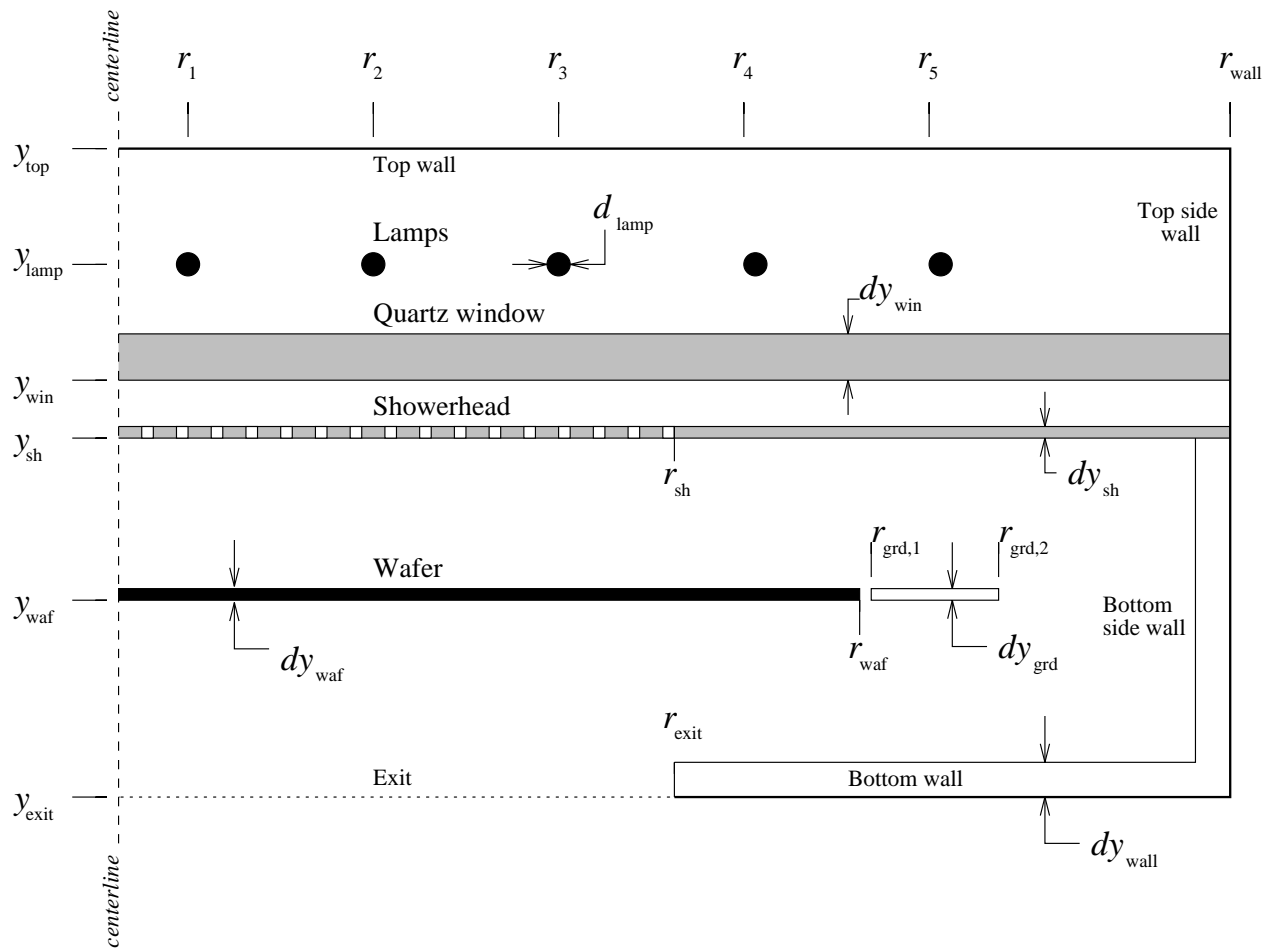 centerline
r1 r2 r3 r4 r5 rwall
ytop
Top wall
Top side
wall
dlamp
Lamps
ylamp
Quartz window
dywin
ywin
Showerhead
ysh
rsh
dysh
rgrd,1 rgrd,2
Wafer
ywaf
Bottom
side wall
dywaf
rwaf
dygrd
rexit
Exit
Bottom wall
yexit
dywall
centerline